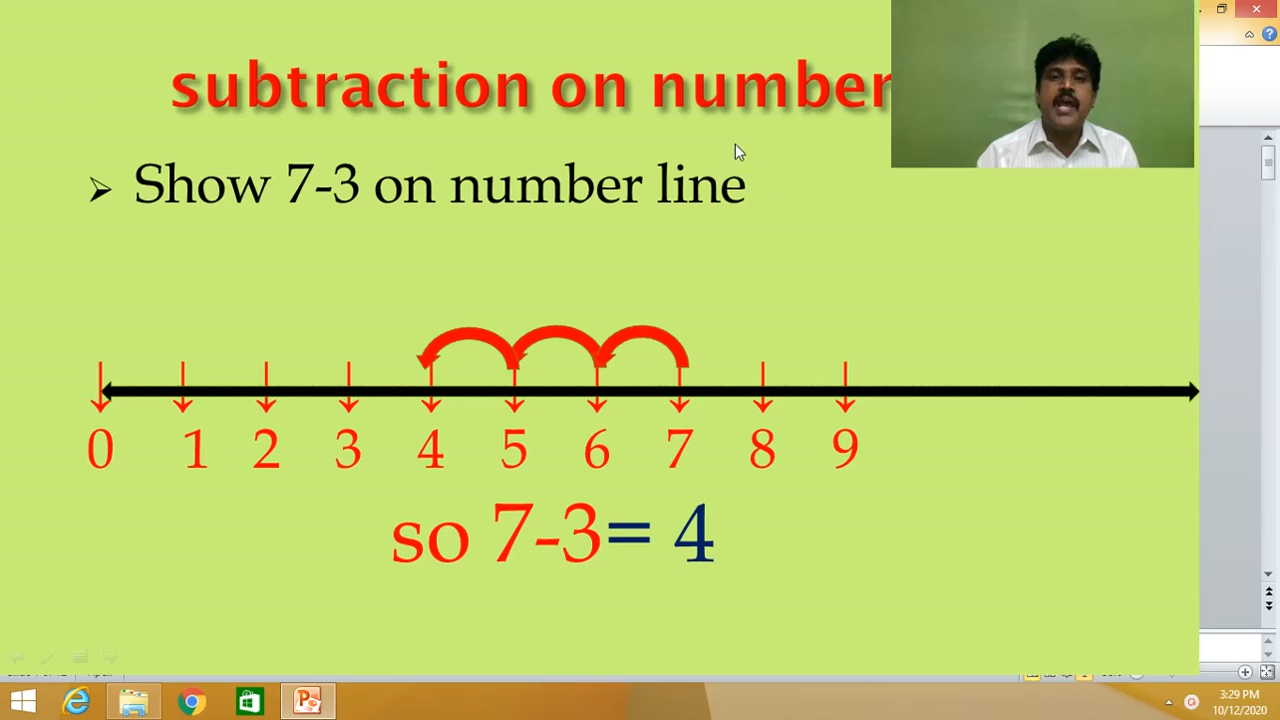 subtraction on number
Show 7-3 on number line
0 1 2 3 4 5 6 7 8 9
so 7-3= 4
3:29 PM
10/12/2020